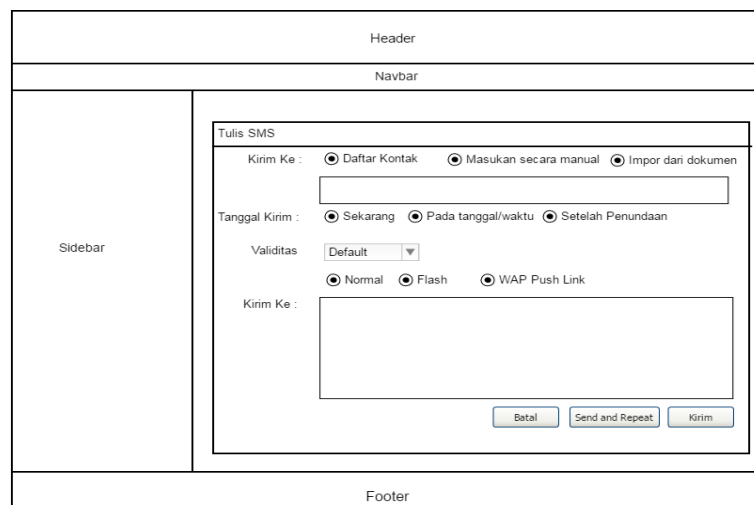 Header
Navbar
Sidebar
Tulis SMS
Kirim Ke : Daftar Kontak Masukan secara manual Impor dari dokumen
Tanggal Kirim : Sekarang Pada tanggal/waktu Setelah Penundaan
Validitas Default
Normal Flash WAP Push Link
Kirim Ke :
Batal Send and Repeat Kirim
Footer